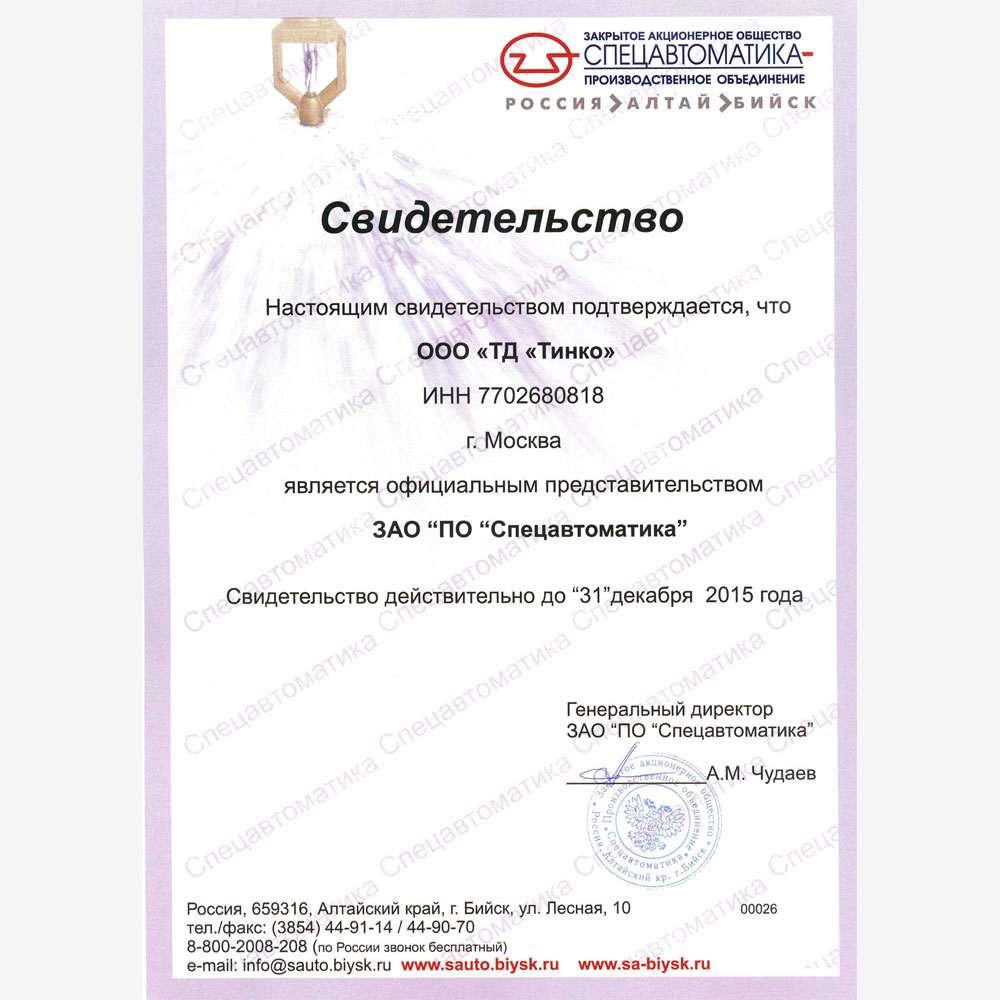 ЗАКРЫТОЕ АКЦИОНЕРНОЕ ОБЩЕСТВО
СПЕЦАВТОМАТИКА
ПРОИЗВОДСТВЕННОЕ ОБЪЕДИНЕНИЕ
РОССИЯ>АЛТАЙ>БИЙСК
Свидетельство
Настоящим свидетельством подтверждается, что
ООО «ТД «Тинко»
ИНН 7702680818
г. Москва
является официальным представительством
ЗАО “ПО “Спецавтоматика”
Свидетельство действительно до “31”декабря 2015 года
Генеральный директор
ЗАО “ПО “Спецавтоматика”
А.М. Чудаев
Закрытое акционерное общество
Производственное объединение
Спецавтоматика
Россия, Алтайский кр. г.Бийск
Россия, 659316, Алтайский край, г. Бийск, ул. Лесная, 10
00026
тел./факс: (3854) 44-91-14 / 44-90-70
8-800-2008-208 (по России звонок бесплатный)
e-mail: info@sauto.biysk.ru www.sauto.biysk.ru www.sa-biysk.ru